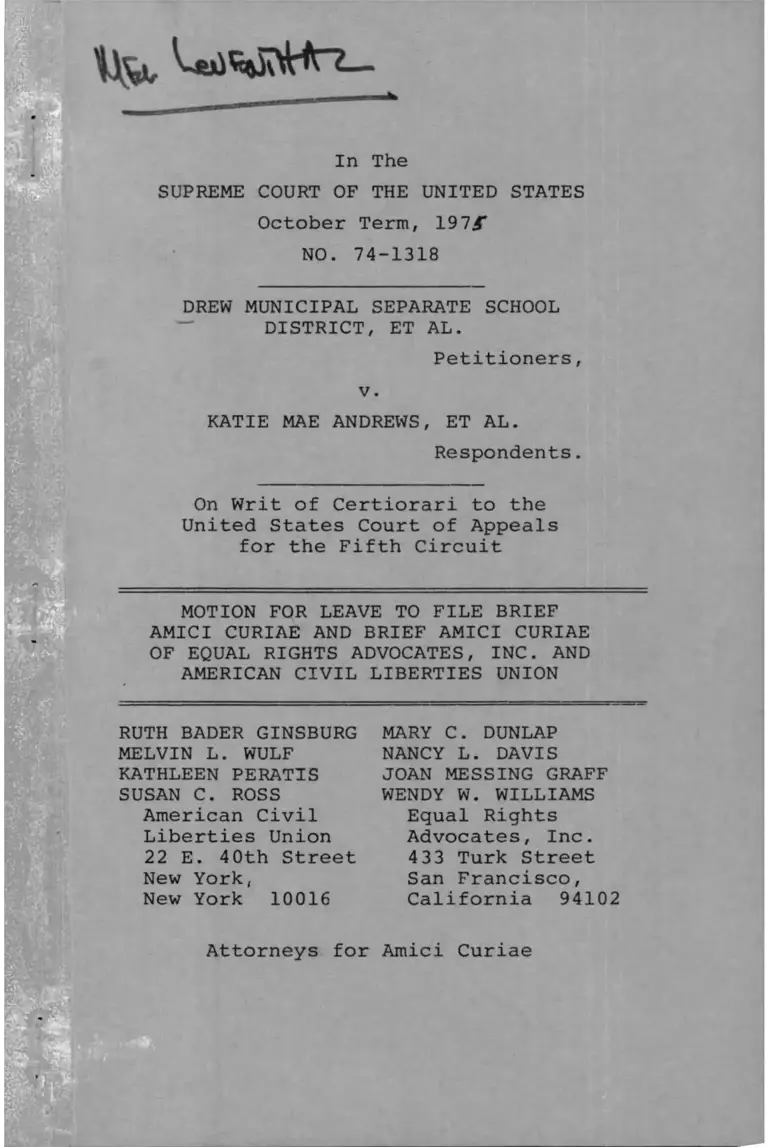 Mel Leventhal
In The
SUPREME COURT OF THE UNITED STATES
October Term, 1975
NO. 74-1318
DREW MUNICIPAL SEPARATE SCHOOL
DISTRICT, ET AL.
Petitioners,
v.
KATIE MAE ANDREWS, ET AL.
Respondents.
On Writ of Certiorari to the
United States Court of Appeals
for the Fifth Circuit
MOTION FOR LEAVE TO FILE BRIEF
AMICI CURIAE AND BRIEF AMICI CURIAE
OF EQUAL RIGHTS ADVOCATES, INC. AND
AMERICAN CIVIL LIBERTIES UNION
RUTH BADER GINSBURG
MELVIN L. WULF
KATHLEEN PERATIS
SUSAN C. ROSS
American Civil
Liberties Union
22 E. 40th Street
New York,
New York 10016
MARY C. DUNLAP
NANCY L. DAVIS
JOAN MESSING GRAFF
WENDY W. WILLIAMS
Equal Rights
Advocates, Inc.
433 Turk Street
San Francisco,
California 94102
Attorneys for Amici Curiae